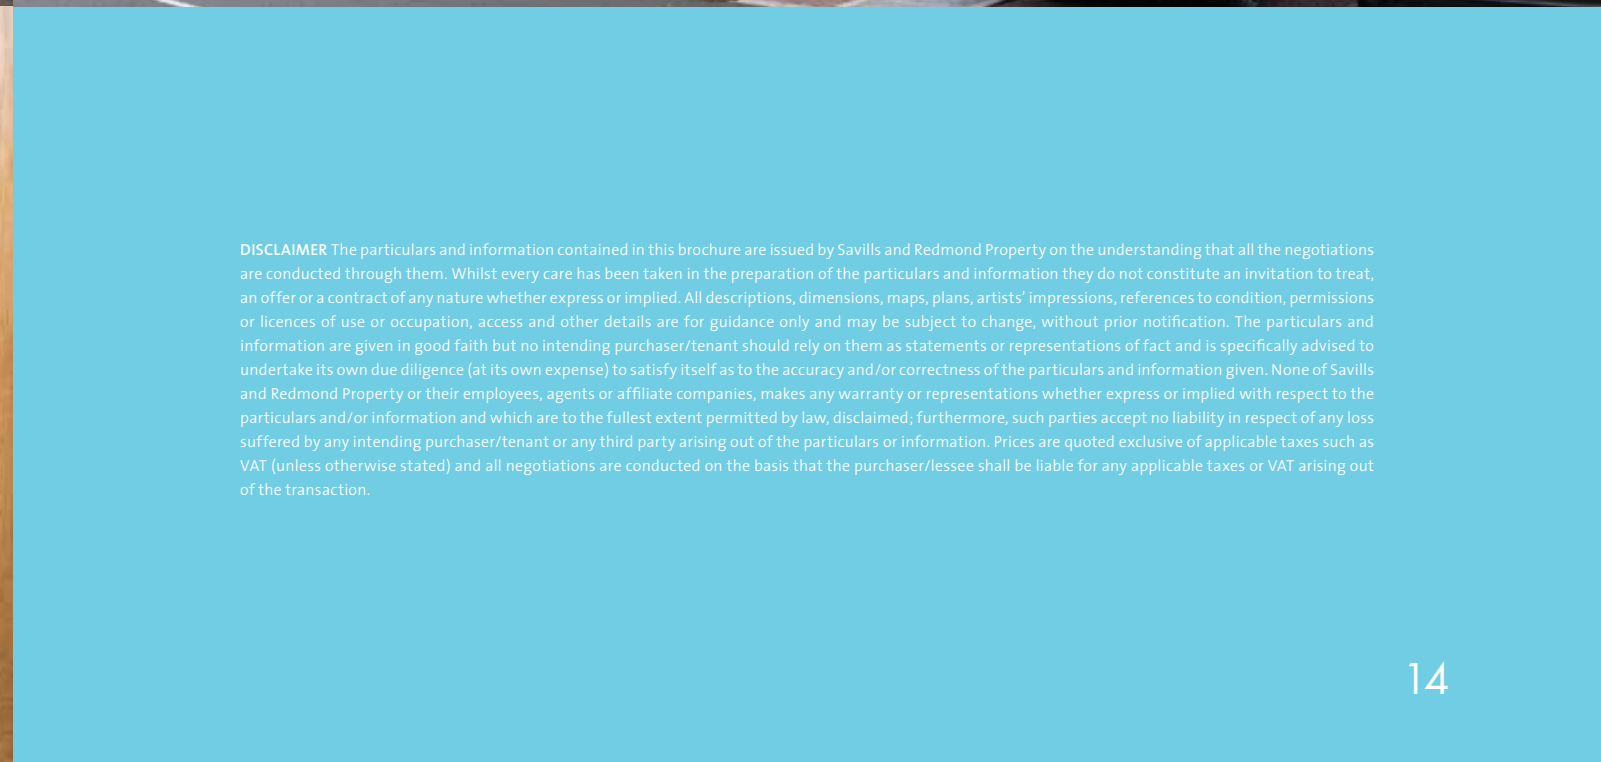 DISCLAIMER The particulars and information contained in this brochure are issued by Savills and Redmond Property on the understanding that all the negotiations
are conducted through them. Whilst every care has been taken in the preparation of the particulars and information they do not constitute an invitation to treat,
an offer or a contract of any nature whether express or implied. All descriptions, dimensions, maps, plans, artists’ impressions, references to condition, permissions
or licences of use or occupation, access and other details are for guidance only and may be subject to change, without prior notification. The particulars and
information are given in good faith but no intending purchaser/tenant should rely on them as statements or representations of fact and is specifically advised to
undertake its own due diligence (at its own expense) to satisfy itself as to the accuracy and/or correctness of the particulars and information given. None of Savills
and Redmond Property or their employees, agents or affiliate companies, makes any warranty or representations whether express or implied with respect to the
particulars and/or information and which are to the fullest extent permitted by law, disclaimed; furthermore, such parties accept no liability in respect of any loss
suffered by any intending purchaser/tenant or any third party arising out of the particulars or information. Prices are quoted exclusive of applicable taxes such as
VAT (unless otherwise stated) and all negotiations are conducted on the basis that the purchaser/lessee shall be liable for any applicable taxes or VAT arising out
of the transaction.
14